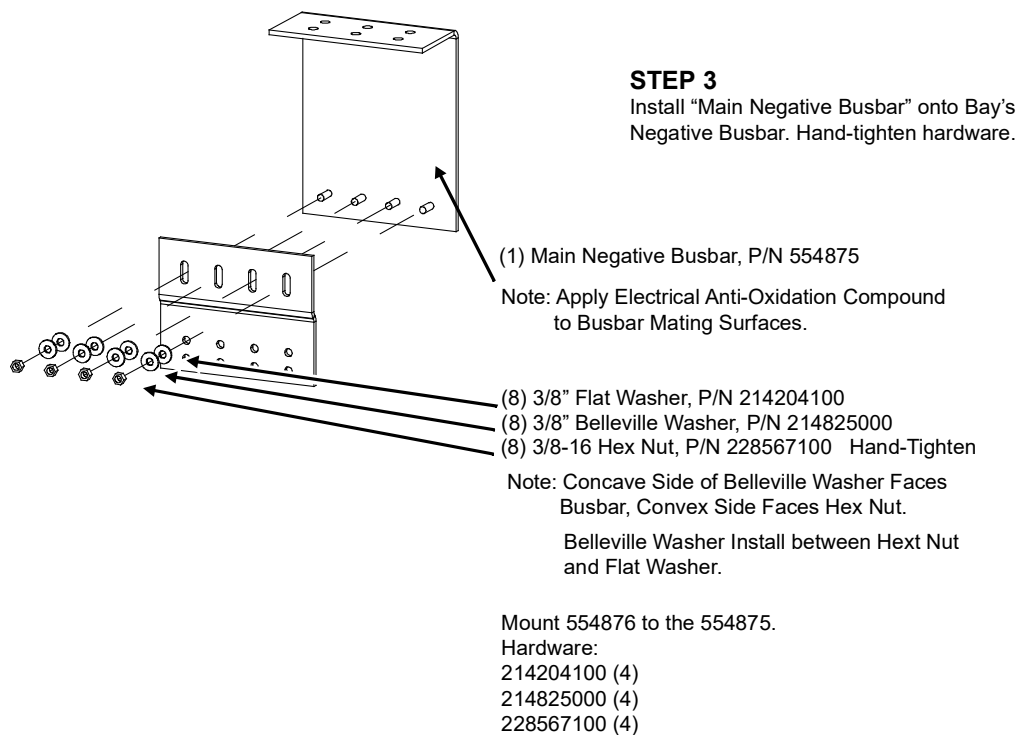 STEP 3
Install “Main Negative Busbar” onto Bay's
Negative Busbar. Hand-tighten hardware.
(1) Main Negative Busbar, P/N 554875
Note: Apply Electrical Anti-Oxidation Compound
to Busbar Mating Surfaces.
(8) 3/8” Flat Washer, P/N 214204100
(8) 3/8” Belleville Washer, P/N 214825000
(8) 3/8-16 Hex Nut, P/N 228567100 Hand-Tighten
Note: Concave Side of Belleville Washer Faces
Busbar, Convex Side Faces Hex Nut.
Belleville Washer Install between Hext Nut
and Flat Washer.
Mount 554876 to the 554875.
Hardware:
214204100 (4)
214825000 (4)
228567100 (4)